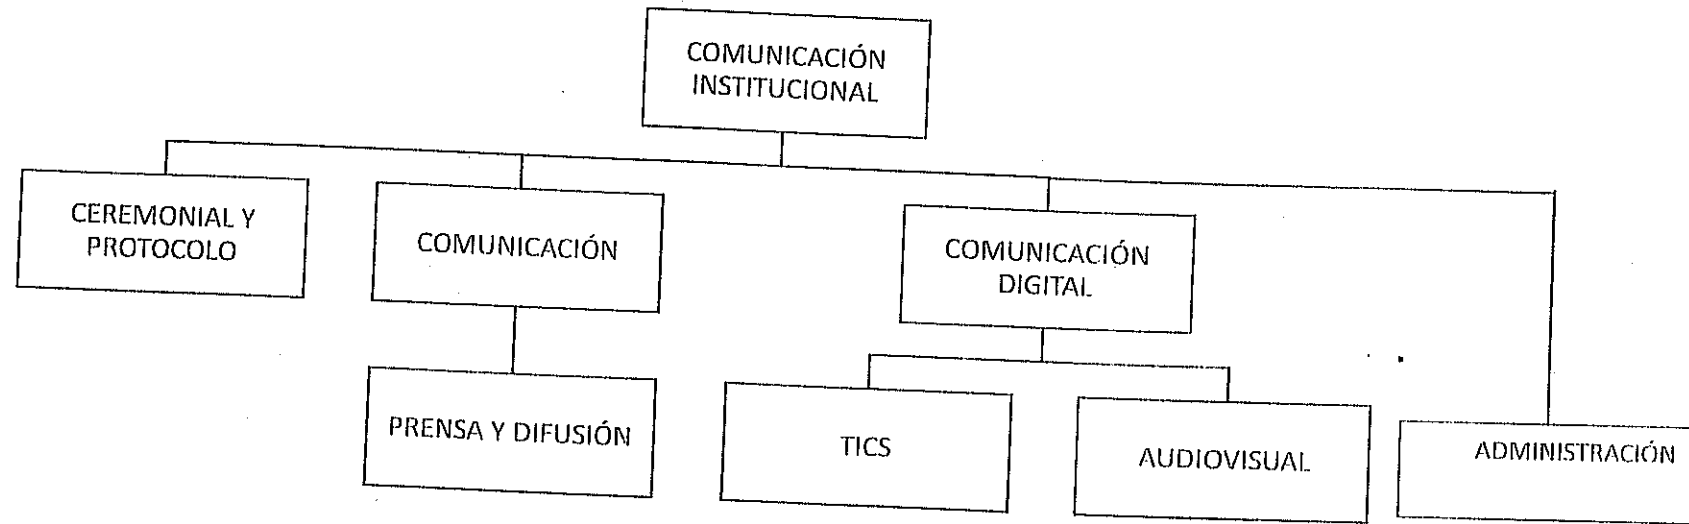 COMUNICACIÓN
INSTITUCIONAL
CEREMONIAL Y
PROTOCOLO
COMUNICACIÓN
COMUNICACIÓN
DIGITAL
PRENSA Y DIFUSIÓN
TICS
AUDIOVISUAL
ADMINISTRACIÓN